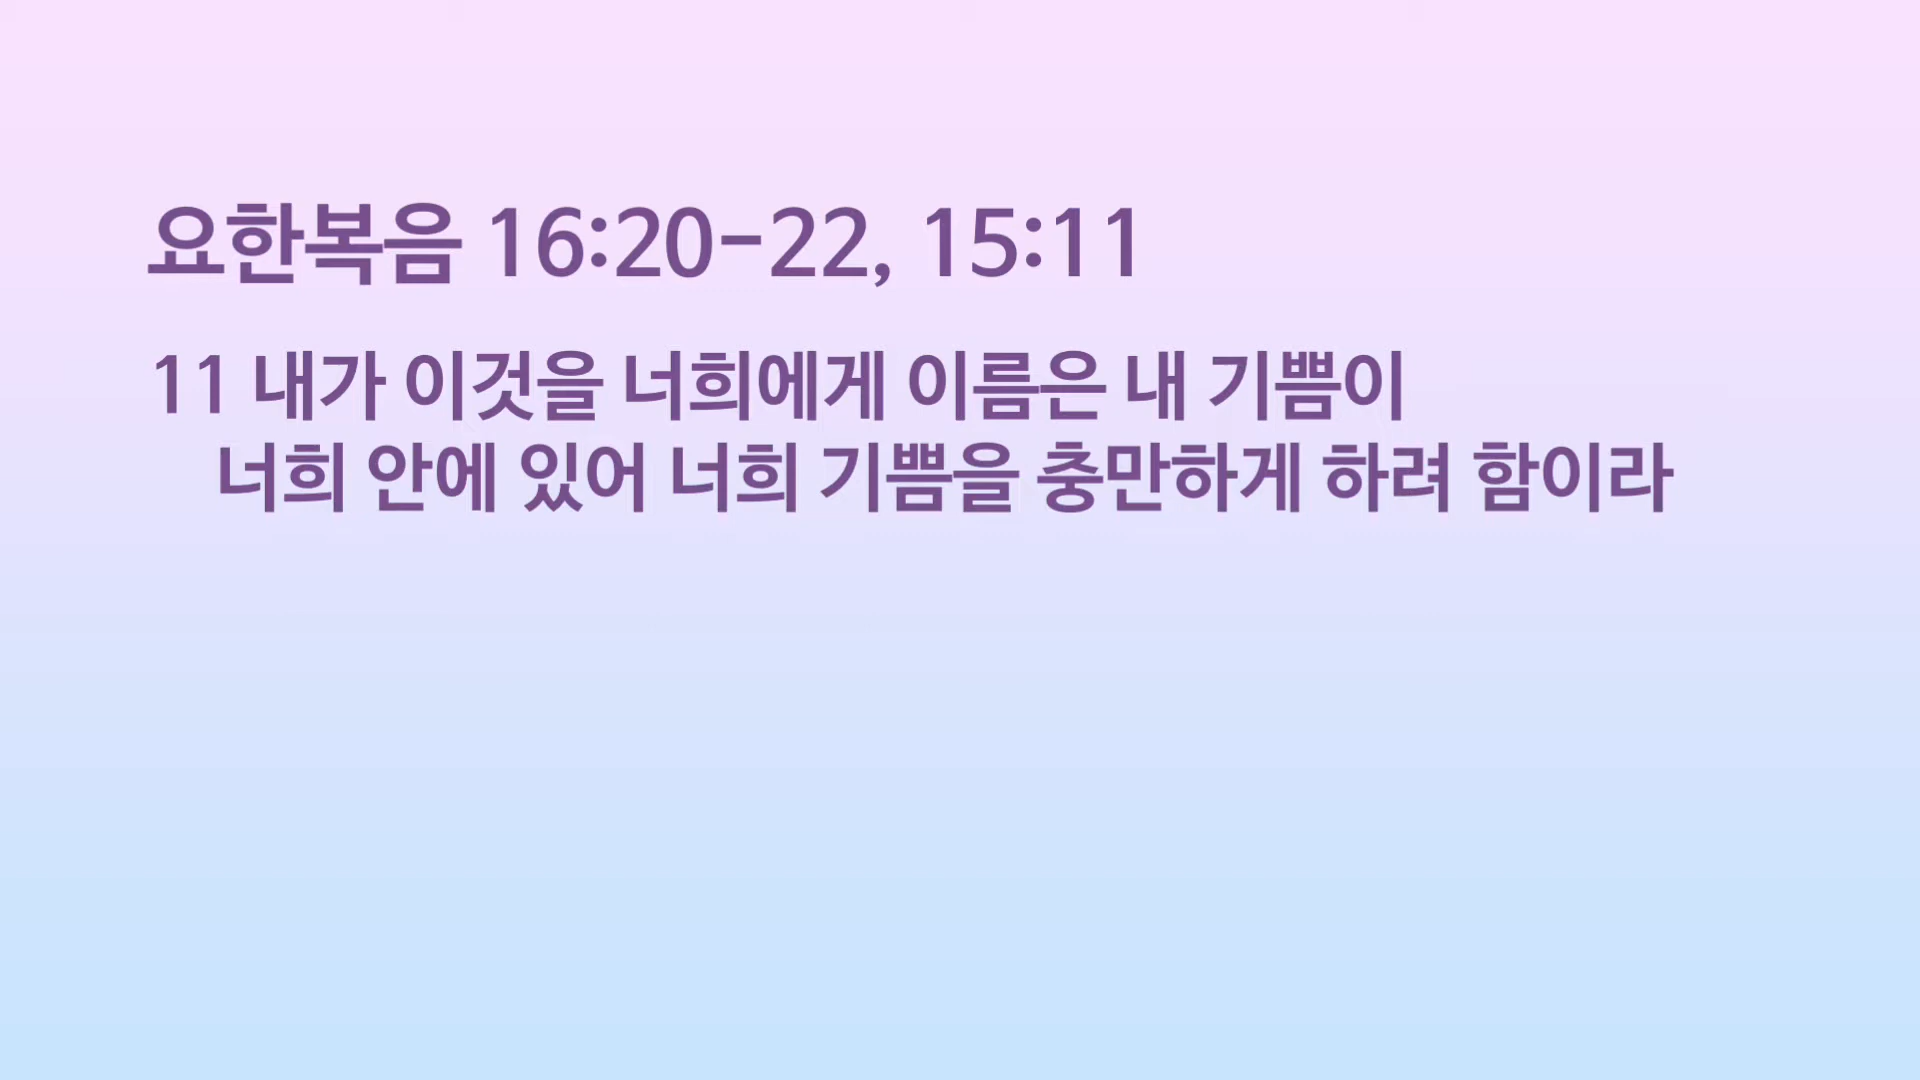 요한복음 16:20-22, 15:11
11 내가 이것을 너희에게 이름은 내 기쁨이
너희 안에 있어 너희 기쁨을 충만하게 하려 함이라